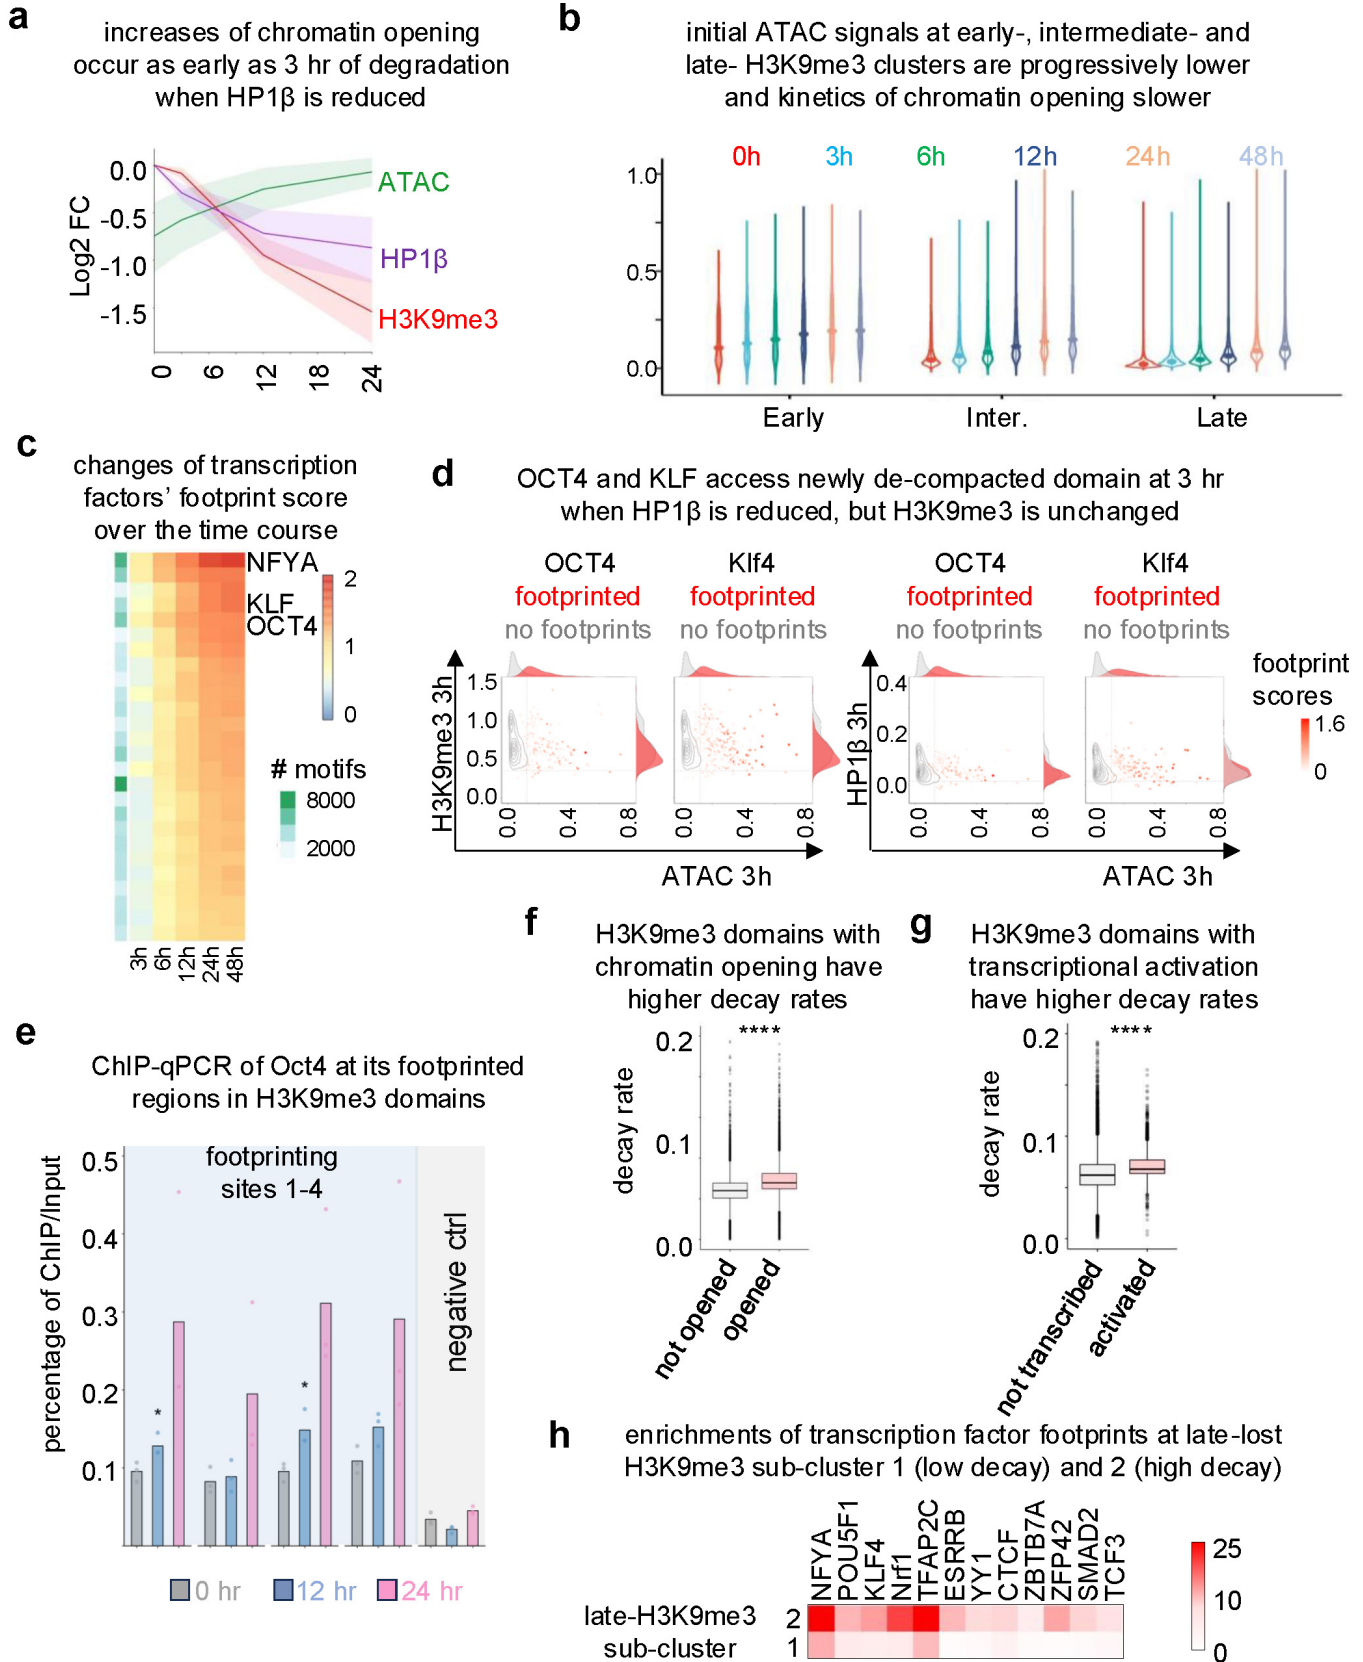 a
increases of chromatin opening
occur as early as 3 hr of degradation
when HP1β is reduced
0.0
-0.5
-1.0
-1.5
Log2 FC
ATAC
HP1β
H3K9me3
0 6 12 18 24
b
initial ATAC signals at early-, intermediate- and
late- H3K9me3 clusters are progressively lower
and kinetics of chromatin opening slower
0h 3h 6h 12h 24h 48h
1.0
0.5
0.0
Early Inter. Late
c
changes of transcription
factors' footprint score
over the time course
NFYA
KLF
OCT4
2
1
0
# motifs
8000
2000
3h 6h 12h 24h 48h
d
OCT4 and KLF access newly de-compacted domain at 3 hr
when HP1β is reduced, but H3K9me3 is unchanged
OCT4 Klf4 OCT4 Klf4
footprinted footprinted footprinted footprinted
no footprints no footprints no footprints no footprints
H3K9me3 3h
1.5
1.0
0.5
0.0
0.0 0.4 0.8 0.0 0.4 0.8
ATAC 3h
HP1β 3h
0.4
0.2
0.0
0.0 0.4 0.8 0.0 0.4 0.8
ATAC 3h
footprint
scores
1.6
0
e
ChIP-qPCR of Oct4 at its footprinted
regions in H3K9me3 domains
percentage of ChIP/Input
0.5
0.4
0.3
0.2
0.1
footprinting
sites 1-4
negative ctrl
*
*
0 hr 12 hr 24 hr
f
H3K9me3 domains with
chromatin opening have
higher decay rates
****
decay rate
0.2
0.1
0.0
not opened
opened
g
H3K9me3 domains with
transcriptional activation
have higher decay rates
****
decay rate
0.2
0.1
0.0
not transcribed
activated
h
enrichments of transcription factor footprints at late-lost
H3K9me3 sub-cluster 1 (low decay) and 2 (high decay)
NFYA POU5F1 KLF4 Nrf1 TFAP2C ESRRB YY1 CTCF ZBTB7A ZFP42 SMAD2 TCF3
late-H3K9me3
sub-cluster
2
1
25
10
0